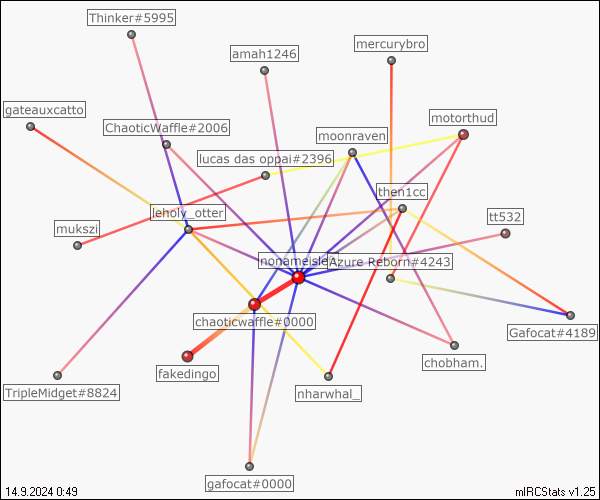 Thinker#5995
mercurybro
amah1246
gateauxcatto
motorthud
ChaoticWaffle#2006
moonraven
lucas das oppai#2396
then1cc
leholy_otter
tt532
mukszi
nonameisle
Azure Reborn#4243
chaoticwaffle#0000
Gafocat#4189
chobham.
fakedingo
TripleMidget#8824
nharwhal_
gafocat#0000
14.9.2024 0:49
mIRCStats v1.25